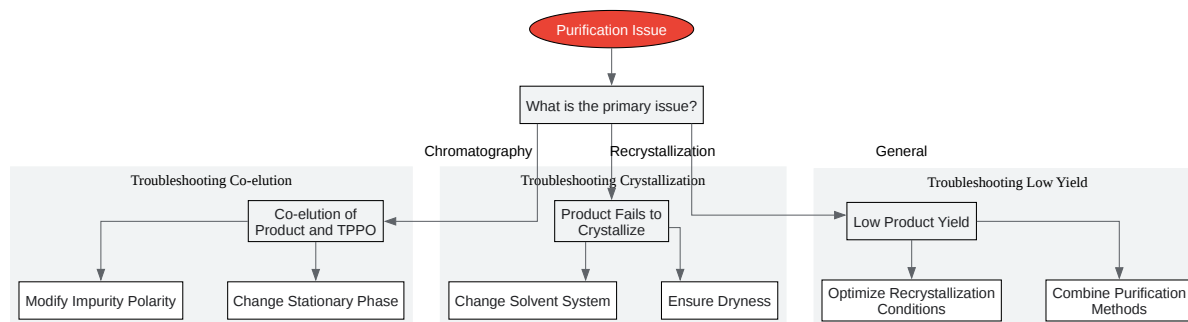 Purification Issue
What is the primary issue?
Chromatography
Recrystallization
General
Troubleshooting Co-elution
Troubleshooting Crystallization
Troubleshooting Low Yield
Co-elution of
Product and TPPO
Product Fails to
Crystallize
Low Product Yield
Modify Impurity Polarity
Change Stationary Phase
Change Solvent System
Ensure Dryness
Optimize Recrystallization
Conditions
Combine Purification
Methods